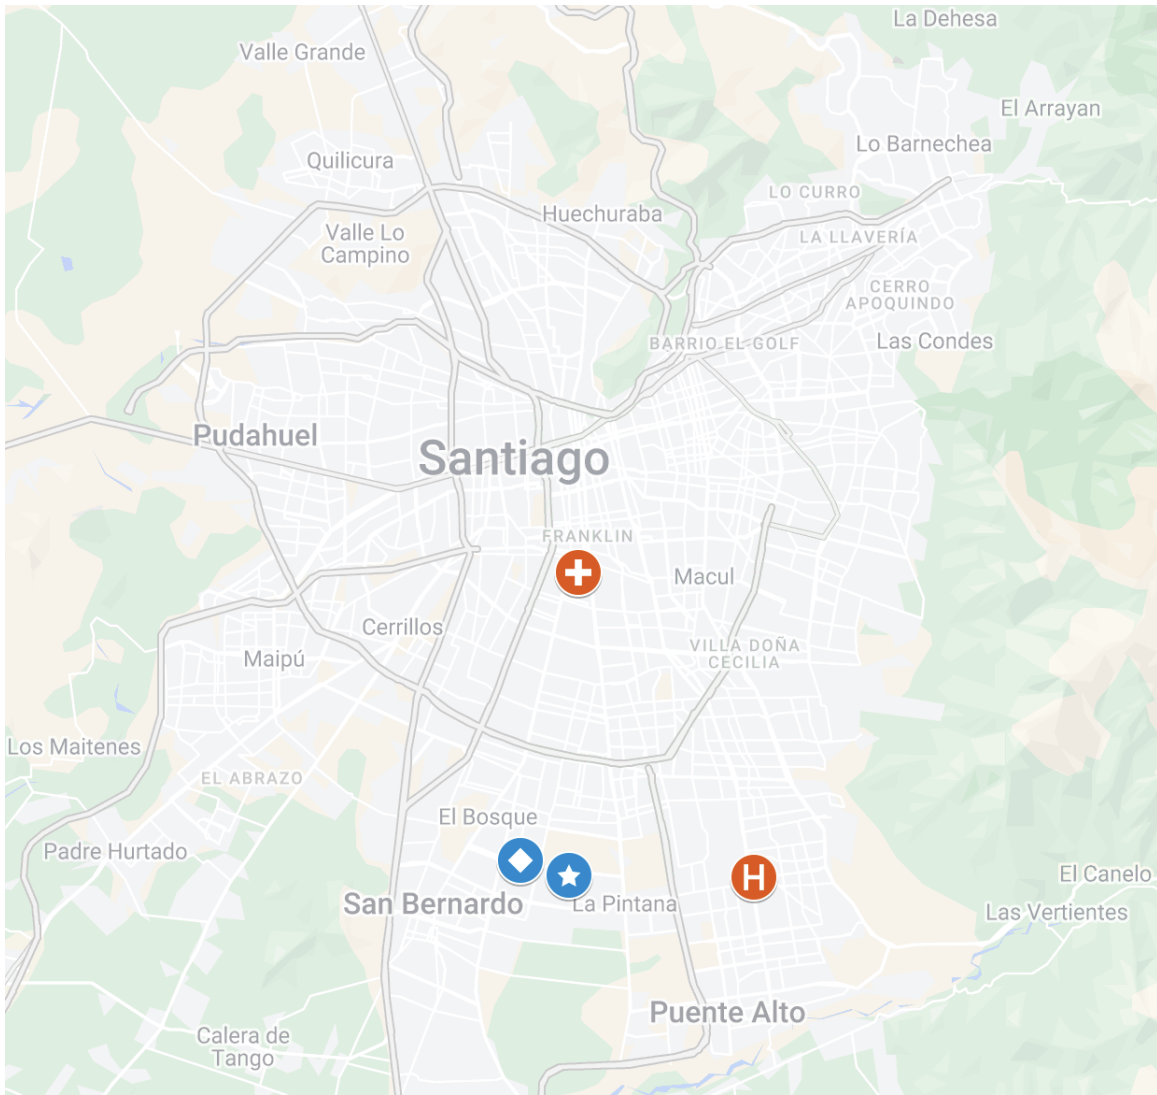 La Dehesa
Valle Grande
El Arrayan
Lo Barnechea
Quilicura
LO CURRO
Huechuraba
Valle Lo
Campino
LA LLAVERÍA
CERRO
APOQUINDO
BARRIO EL GOLF
Las Condes
Pudahuel
Santiago
FRANKLIN
Macul
Cerrillos
VILLA DOÑA
CECILIA
Maipú
Los Maitenes
EL ABRAZO
El Bosque
Padre Hurtado
H
El Canelo
San Bernardo
La Pintana
Las Vertientes
Puente Alto
Calera de
Tango